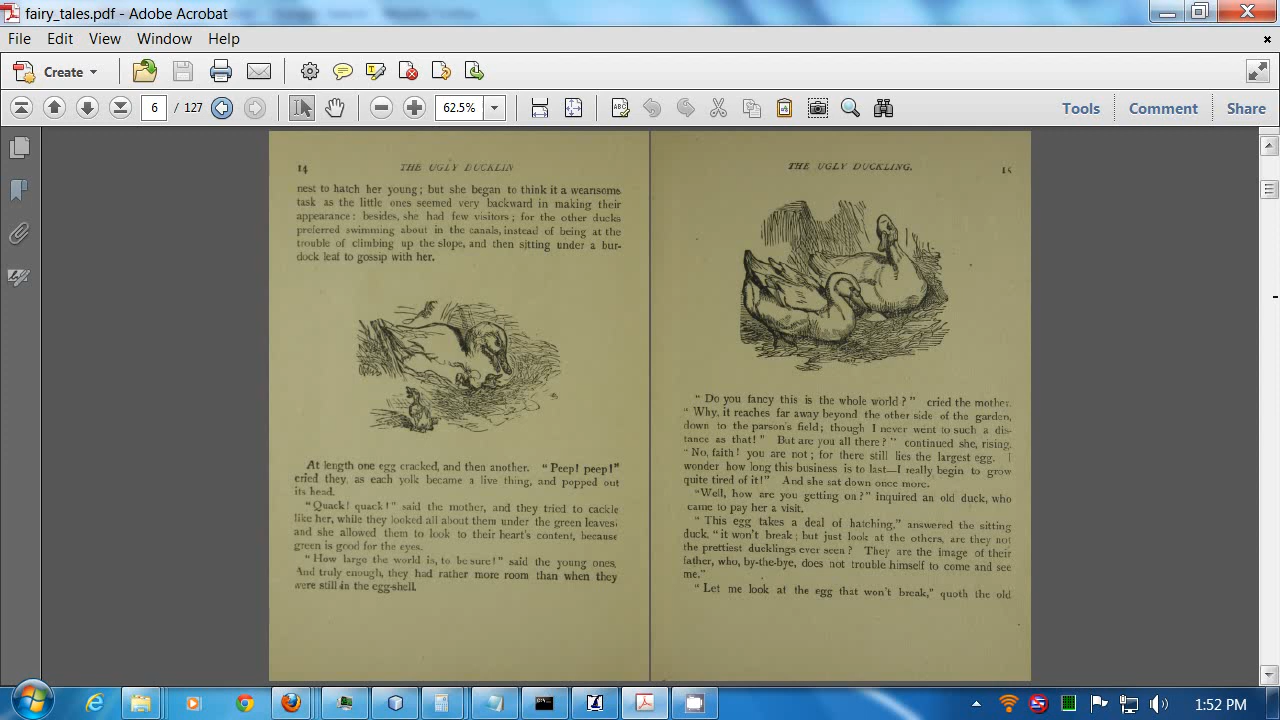 fairy_tales.pdf - Adobe Acrobat
File Edit View Window Help
Create
6 / 127
62.5%
Tools Comment Share
14 THE UGLY DUCKLIN
nest to hatch her young; but she began to think it a wearisome
task as the little ones seemed very backward in making their
appearance: besides, she had few visitors; for the other ducks
preferred swimming about in the canals, instead of being at the
trouble of climbing up the slope, and then sitting under a bur-
dock leaf to gossip with her.
At length one egg cracked, and then another. "Peep! peep!"
cried they, as each yolk became a live thing, and popped out
its head.
"Quack! quack!" said the mother, and they tried to cackle
like her, while they looked all about them under the green leaves;
and she allowed them to look to their heart's content, because
green is good for the eyes.
"How large the world is, to be sure!" said the young ones.
And truly enough, they had rather more room than when they
were still in the egg-shell.
THE UGLY DUCKLING. 15
"Do you fancy this is the whole world?" cried the mother.
"Why, it reaches far away beyond the other side of the garden,
down to the parson's field; though I never went to such a dis-
tance as that!" But are you all there?" continued she, rising.
"No, faith! you are not; for there still lies the largest egg. I
wonder how long this business is to last—I really begin to grow
quite tired of it!" And she sat down once more.
"Well, how are you getting on?" inquired an old duck, who
came to pay her a visit.
"This egg takes a deal of hatching," answered the sitting
duck, "it won't break; but just look at the others, are they not
the prettiest ducklings ever seen? They are the image of their
father, who, by-the-bye, does not trouble himself to come and see
me."
"Let me look at the egg that won't break," quoth the old
1:52 PM